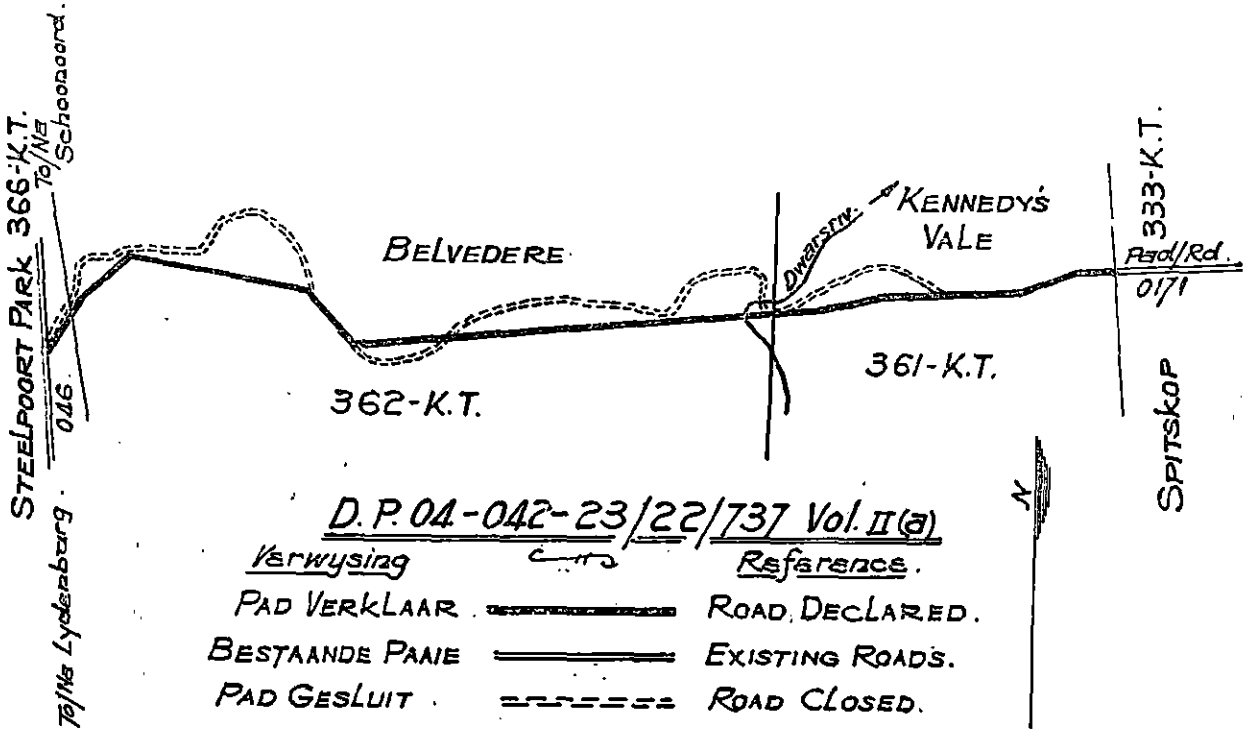 STEELPOORT PARK 366-K.T.
To/Na
Schoonoord.
046.
To/Na Lydenburg.
BELVEDERE
362-K.T.
Dwarsriv.
KENNEDY'S
VALE
361-K.T.
333-K.T.
Pad/Rd.
0171
SPITSKOP
N
D.P. 04-042-23/22/737 Vol. II(a)
Verwysing Reference.
PAD VERKLAAR. ROAD DECLARED.
BESTAANDE PAAIE EXISTING ROADS.
PAD GESLUIT. ROAD CLOSED.